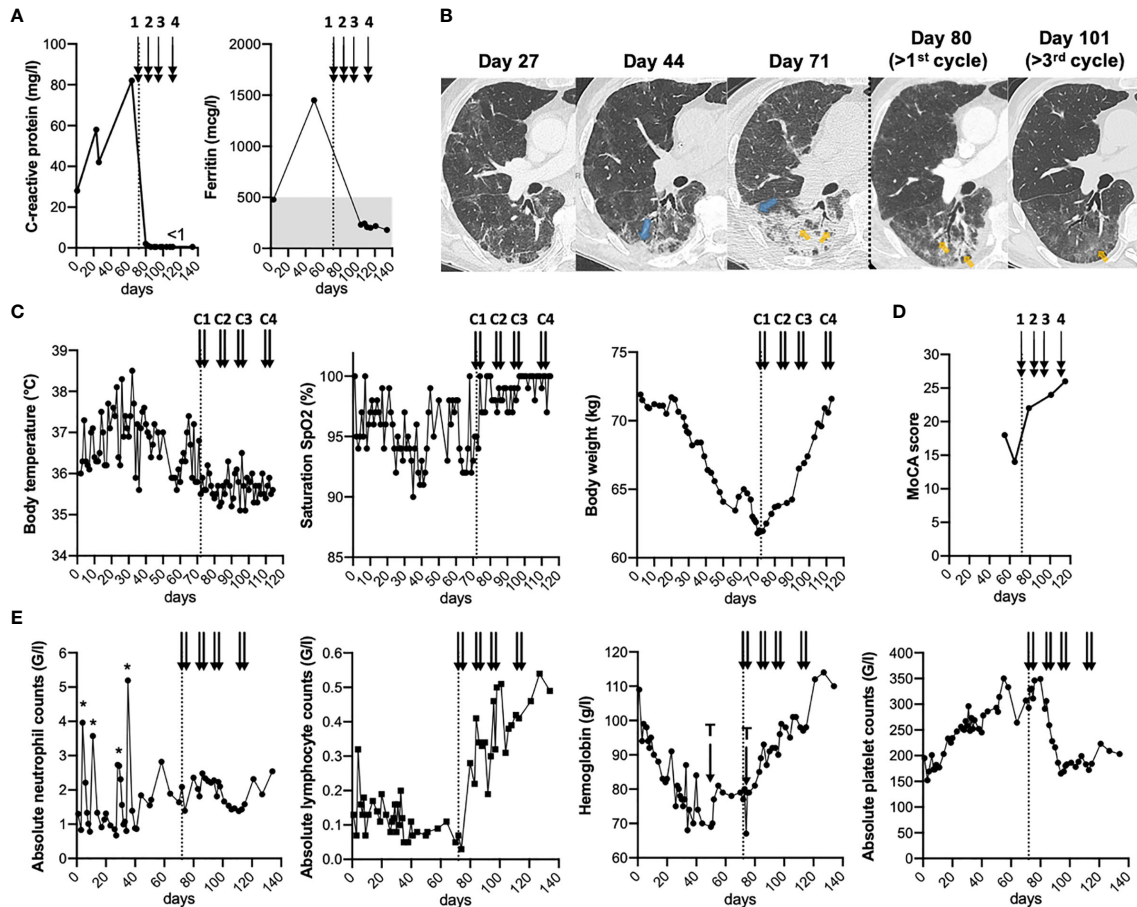 A
1 2 3 4
C-reactive protein (mg/l)
100
80
60
40
20
0
<1
0 20 40 60 80 100 120 140
days
1 2 3 4
Ferritin (mcg/l)
2000
1500
1000
500
0
0 20 40 60 80 100 120 140
days
B
Day 27
Day 44
Day 71
Day 80
(>1st cycle)
Day 101
(>3rd cycle)
C
C1 C2 C3 C4
Body temperature (°C)
39
38
37
36
35
34
0 10 20 30 40 50 60 70 80 90 100 110 120
days
C1 C2 C3 C4
Saturation SpO2 (%)
100
95
90
85
0 10 20 30 40 50 60 70 80 90 100 110 120
days
C1 C2 C3 C4
Body weight (kg)
75
70
65
60
0 10 20 30 40 50 60 70 80 90 100 110 120
days
D
1 2 3 4
MoCA score
30
25
20
15
10
5
0
0 20 40 60 80 100 120
days
E
Absolute neutrophil counts (G/l)
6
5
4
3
2
1
0
* * * *
0 20 40 60 80 100 120 140
days
Absolute lymphocyte counts (G/l)
0.6
0.5
0.4
0.3
0.2
0.1
0.0
0 20 40 60 80 100 120 140
days
Hemoglobin (g/l)
120
110
100
90
80
70
60
T T
0 20 40 60 80 100 120 140
days
Absolute platelet counts (G/l)
400
350
300
250
200
150
100
50
0
0 20 40 60 80 100 120 140
days